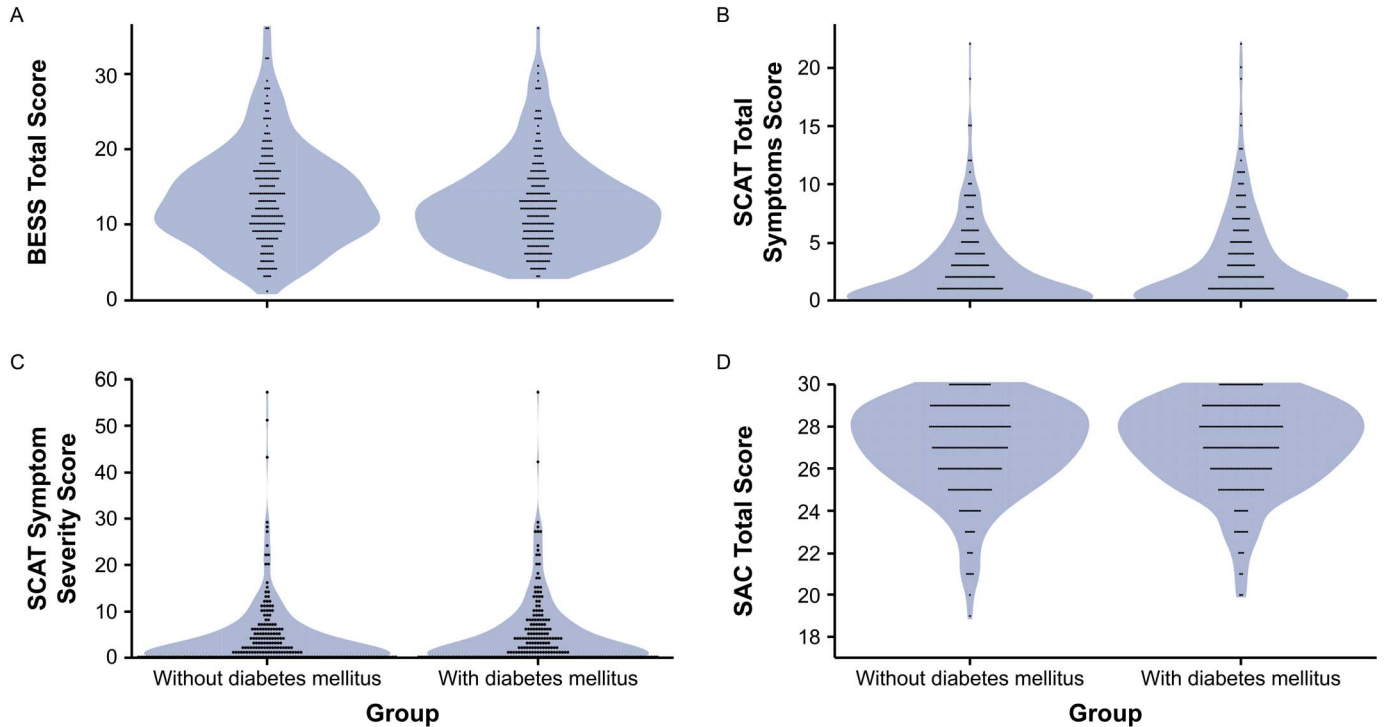 A
BESS Total Score
30
20
10
0
B
SCAT Total
Symptoms Score
20
15
10
5
0
C
SCAT Symptom
Severity Score
60
50
40
30
20
10
0
Without diabetes mellitus
With diabetes mellitus
Group
D
SAC Total Score
30
28
26
24
22
20
18
Without diabetes mellitus
With diabetes mellitus
Group